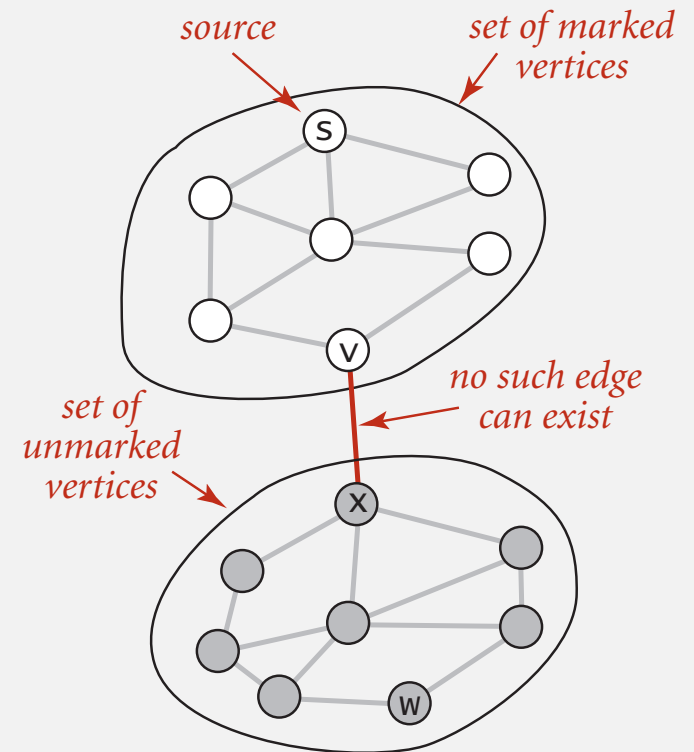 source
set of marked
vertices
s
v
no such edge
can exist
set of
unmarked
vertices
x
w